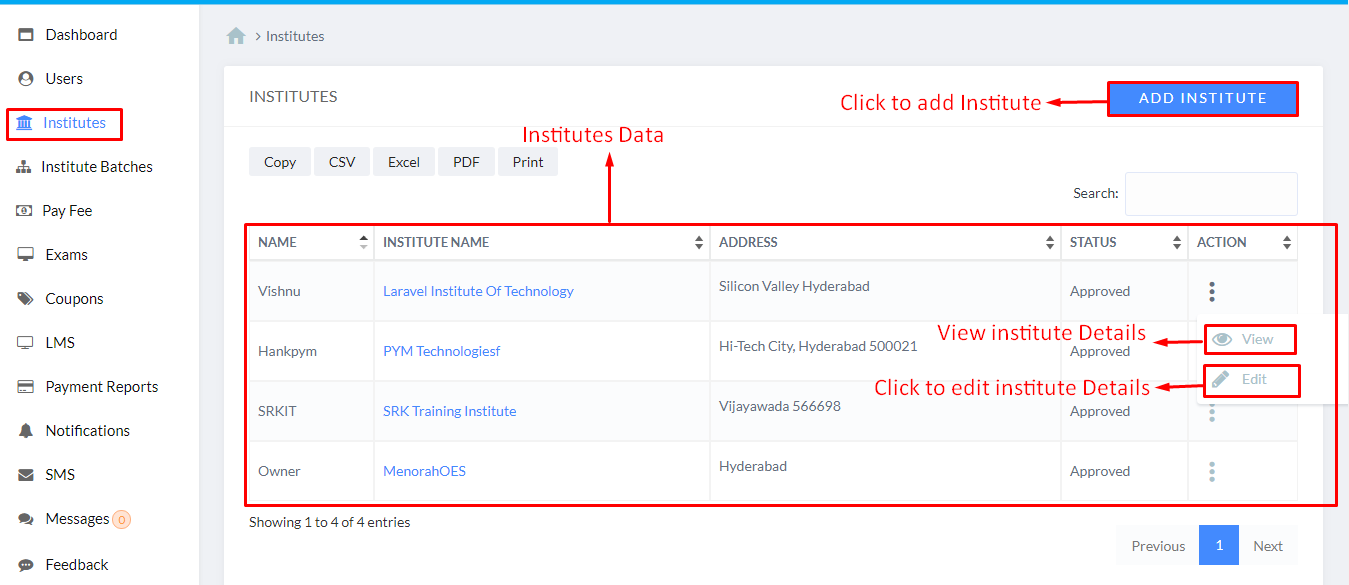 Dashboard
Users
Institutes
Institute Batches
Pay Fee
Exams
Coupons
LMS
Payment Reports
Notifications
SMS
Messages 0
Feedback
> Institutes
INSTITUTES
Click to add Institute
ADD INSTITUTE
Institutes Data
Copy CSV Excel PDF Print
Search:
NAME INSTITUTE NAME ADDRESS STATUS ACTION
Vishnu Laravel Institute Of Technology Silicon Valley Hyderabad Approved
View institute Details View
Hankpym PYM Technologiesf Hi-Tech City, Hyderabad 500021 Approved
Click to edit institute Details Edit
SRKIT SRK Training Institute Vijayawada 566698 Approved
Owner MenorahOES Hyderabad Approved
Showing 1 to 4 of 4 entries
Previous 1 Next